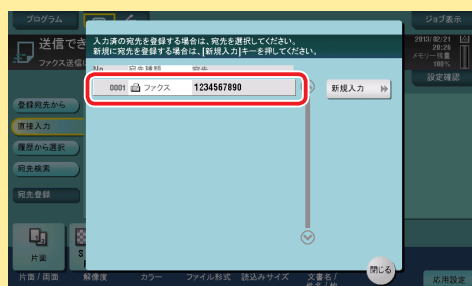 プログラム
ジョブ表示
送信でき
ファクス送信
入力済の宛先を登録する場合は、宛先を選択してください。
新規に宛先を登録する場合は、[新規入力]キーを押してください。
2013/02/21
20:26
メモリー残量
100%
設定確認
No. 宛先種類 宛先
0001 ファクス 1234567890
新規入力
登録宛先から
直接入力
履歴から選択
宛先検索
宛先登録
片面
S
閉じる
片面/両面 解像度 カラー ファイル形式 読込みサイズ 文書名/
応用設定